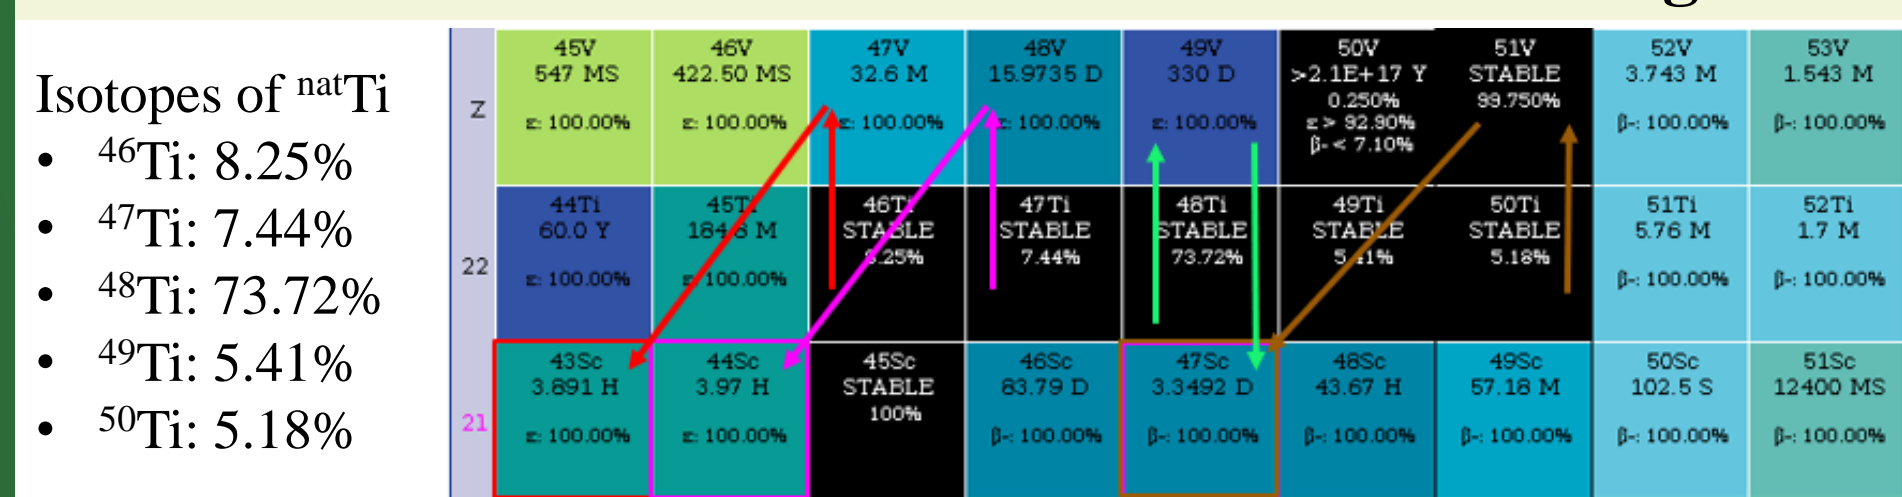 g
Isotopes of ⁿᵃᵗTi
• ⁴⁶Ti: 8.25%
• ⁴⁷Ti: 7.44%
• ⁴⁸Ti: 73.72%
• ⁴⁹Ti: 5.41%
• ⁵⁰Ti: 5.18%
Z
45V
547 MS
ε: 100.00%
46V
422.50 MS
ε: 100.00%
47V
32.6 M
ε: 100.00%
48V
15.9735 D
ε: 100.00%
49V
330 D
ε: 100.00%
50V
>2.1E+17 Y
0.250%
ε > 92.90%
β- < 7.10%
51V
STABLE
99.750%
52V
3.743 M
β-: 100.00%
53V
1.543 M
β-: 100.00%
22
44Ti
60.0 Y
ε: 100.00%
45Ti
184.8 M
ε: 100.00%
46Ti
STABLE
8.25%
47Ti
STABLE
7.44%
48Ti
STABLE
73.72%
49Ti
STABLE
5.41%
50Ti
STABLE
5.18%
51Ti
5.76 M
β-: 100.00%
52Ti
1.7 M
β-: 100.00%
21
43Sc
3.891 H
ε: 100.00%
44Sc
3.97 H
ε: 100.00%
45Sc
STABLE
100%
46Sc
83.79 D
β-: 100.00%
47Sc
3.3492 D
β-: 100.00%
48Sc
43.67 H
β-: 100.00%
49Sc
57.18 M
β-: 100.00%
50Sc
102.5 S
β-: 100.00%
51Sc
12400 MS
β-: 100.00%